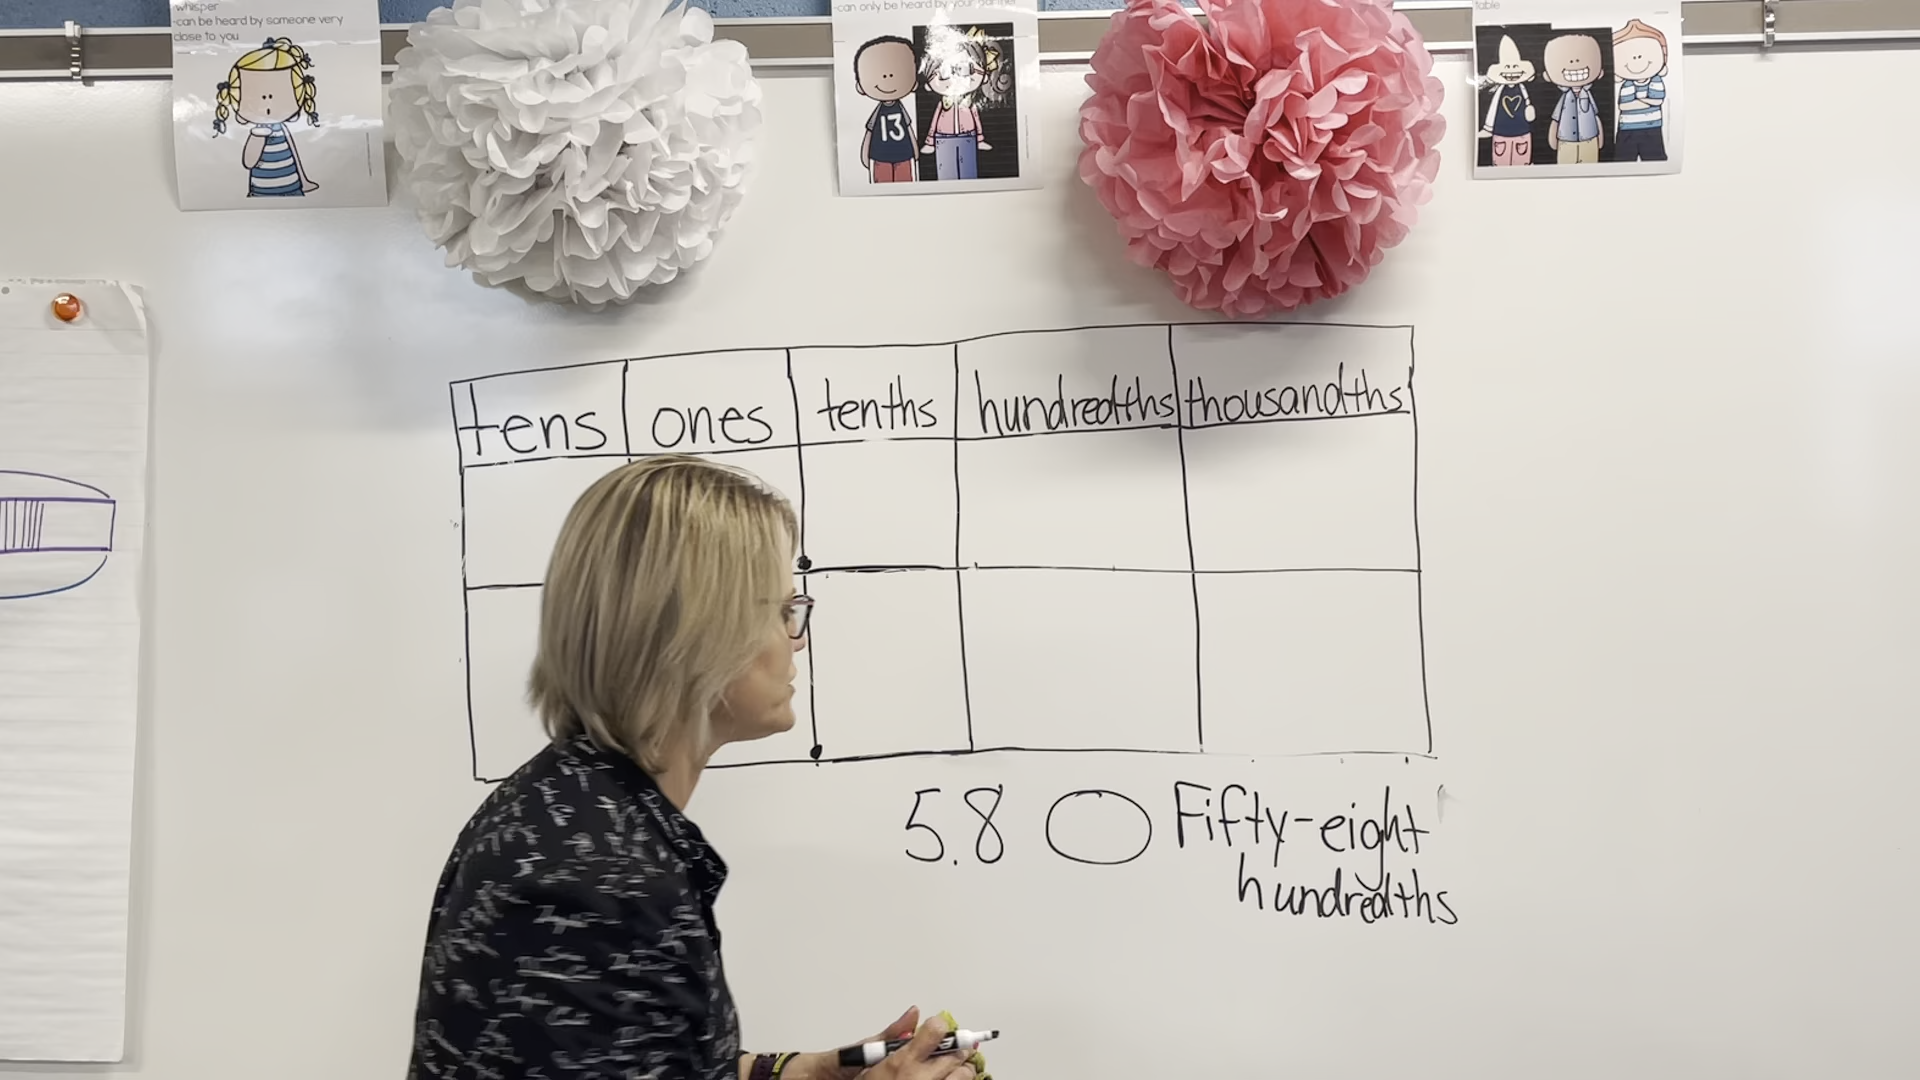 whisper
-can be heard by someone very
close to you
-can only be heard by your partner
table
13
tens ones tenths hundredths thousandths
5.8 Fifty-eight
hundredths